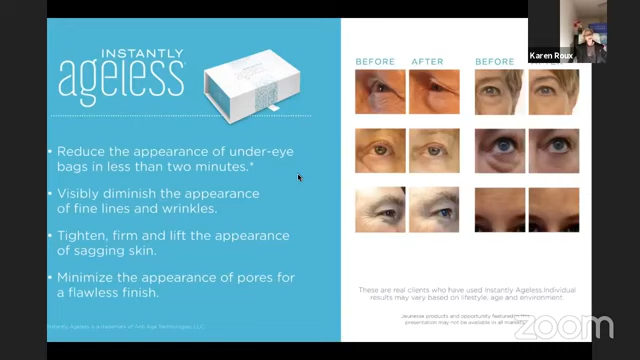 INSTANTLY
ageless
• Reduce the appearance of under-eye
bags in less than two minutes.*
• Visibly diminish the appearance
of fine lines and wrinkles.
• Tighten, firm and lift the appearance
of sagging skin.
• Minimize the appearance of pores for
a flawless finish.
Instantly Ageless is a trademark of Anti-Age Technologies, LLC.
Karen Roux
BEFORE AFTER BEFORE
These are real clients who have used Instantly Ageless. Individual
results may vary based on lifestyle, age and environment.
Jeunesse products and opportunity featured in this
presentation may not be available in all markets.
zoom